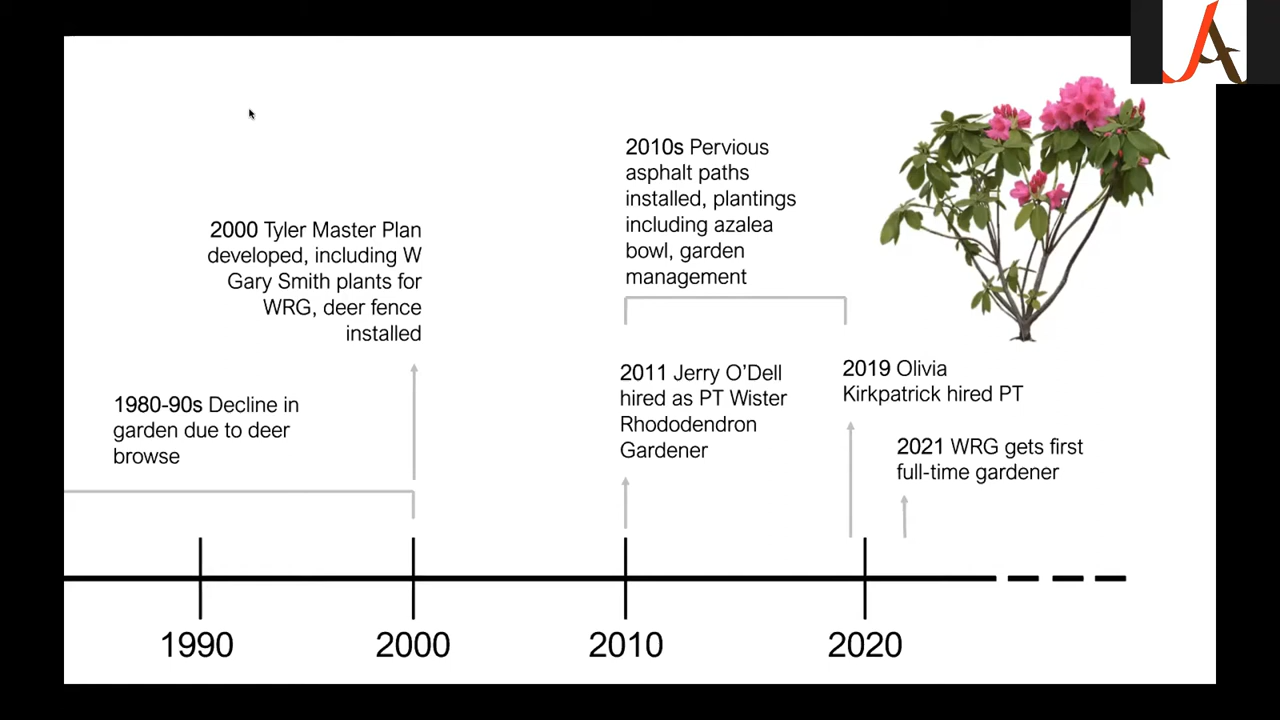 2010s Pervious
asphalt paths
installed, plantings
including azalea
bowl, garden
management
2000 Tyler Master Plan
developed, including W
Gary Smith plants for
WRG, deer fence
installed
1980-90s Decline in
garden due to deer
browse
2011 Jerry O’Dell
hired as PT Wister
Rhododendron
Gardener
2019 Olivia
Kirkpatrick hired PT
2021 WRG gets first
full-time gardener
1990
2000
2010
2020